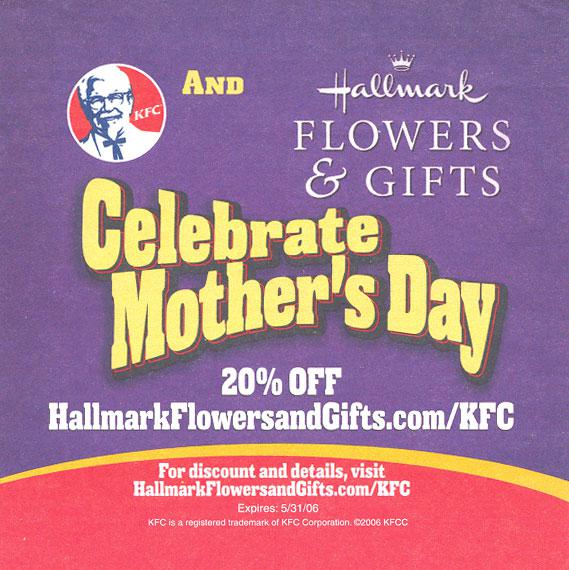 KFC
AND
Hallmark
FLOWERS
& GIFTS
Celebrate
Mother's Day
20% OFF
HallmarkFlowersandGifts.com/KFC
For discount and details, visit
HallmarkFlowersandGifts.com/KFC
Expires: 5/31/06
KFC is a registered trademark of KFC Corporation. ©2006 KFCC